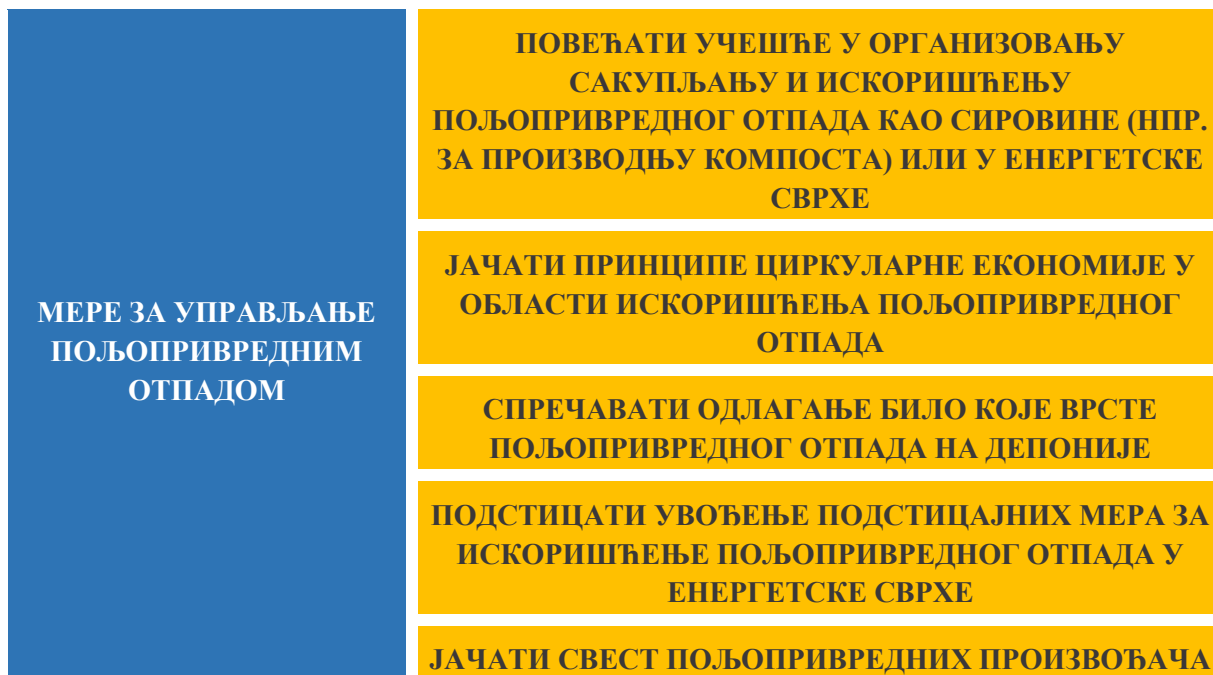 МЕРЕ ЗА УПРАВЉАЊЕ
ПОЉОПРИВРЕДНИМ
ОТПАДОМ
ПОВЕЋАТИ УЧЕШЋЕ У ОРГАНИЗОВАЊУ
САКУПЉАЊУ И ИСКОРИШЋЕЊУ
ПОЉОПРИВРЕДНОГ ОТПАДА КАО СИРОВИНЕ (НПР.
ЗА ПРОИЗВОДЊУ КОМПОСТА) ИЛИ У ЕНЕРГЕТСКЕ
СВРХЕ
ЈАЧАТИ ПРИНЦИПЕ ЦИРКУЛАРНЕ ЕКОНОМИЈЕ У
ОБЛАСТИ ИСКОРИШЋЕЊА ПОЉОПРИВРЕДНОГ
ОТПАДА
СПРЕЧАВАТИ ОДЛАГАЊЕ БИЛО КОЈЕ ВРСТЕ
ПОЉОПРИВРЕДНОГ ОТПАДА НА ДЕПОНИЈЕ
ПОДСТИЦАТИ УВОЂЕЊЕ ПОДСТИЦАЈНИХ МЕРА ЗА
ИСКОРИШЋЕЊЕ ПОЉОПРИВРЕДНОГ ОТПАДА У
ЕНЕРГЕТСКЕ СВРХЕ
ЈАЧАТИ СВЕСТ ПОЉОПРИВРЕДНИХ ПРОИЗВОЂАЧА